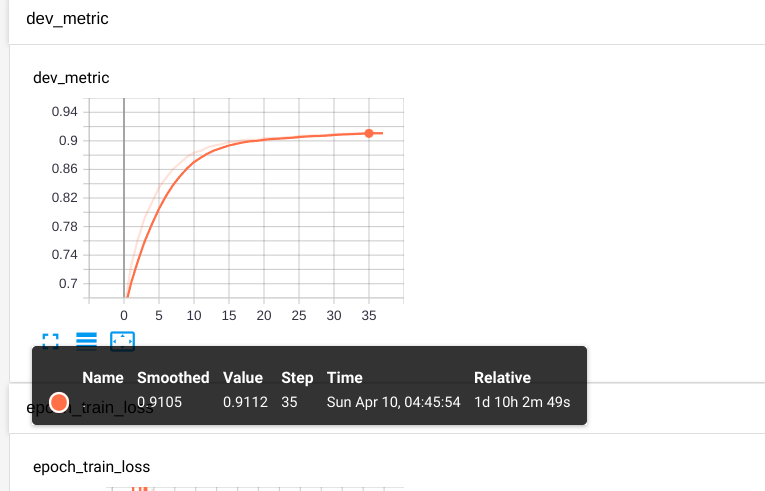 dev_metric
dev_metric
0.94
0.9
0.86
0.82
0.78
0.74
0.7
0 5 10 15 20 25 30 35
Name Smoothed Value Step Time Relative
. 0.9105 0.9112 35 Sun Apr 10, 04:45:54 1d 10h 2m 49s
epoch_train_loss
epoch_train_loss